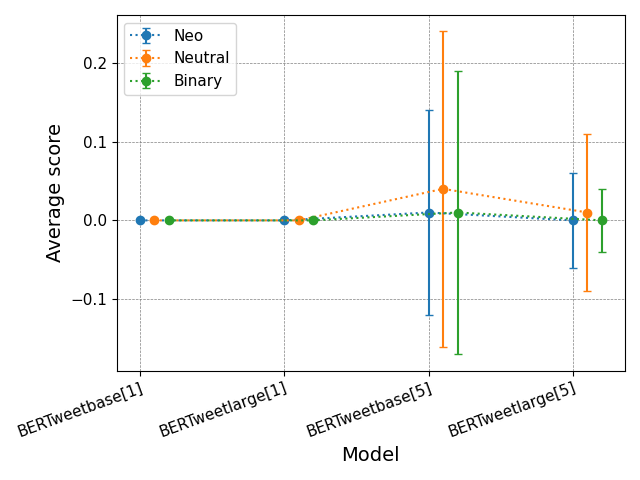 Neo
Neutral
Binary
Average score
0.2
0.1
0.0
−0.1
BERTweetbase[1]
BERTweetlarge[1]
BERTweetbase[5]
BERTweetlarge[5]
Model